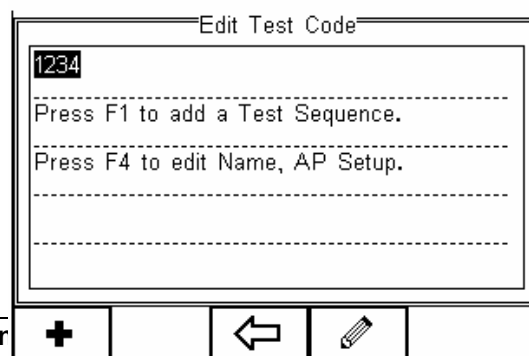 Edit Test Code
1234
Press F1 to add a Test Sequence.
Press F4 to edit Name, AP Setup.
r